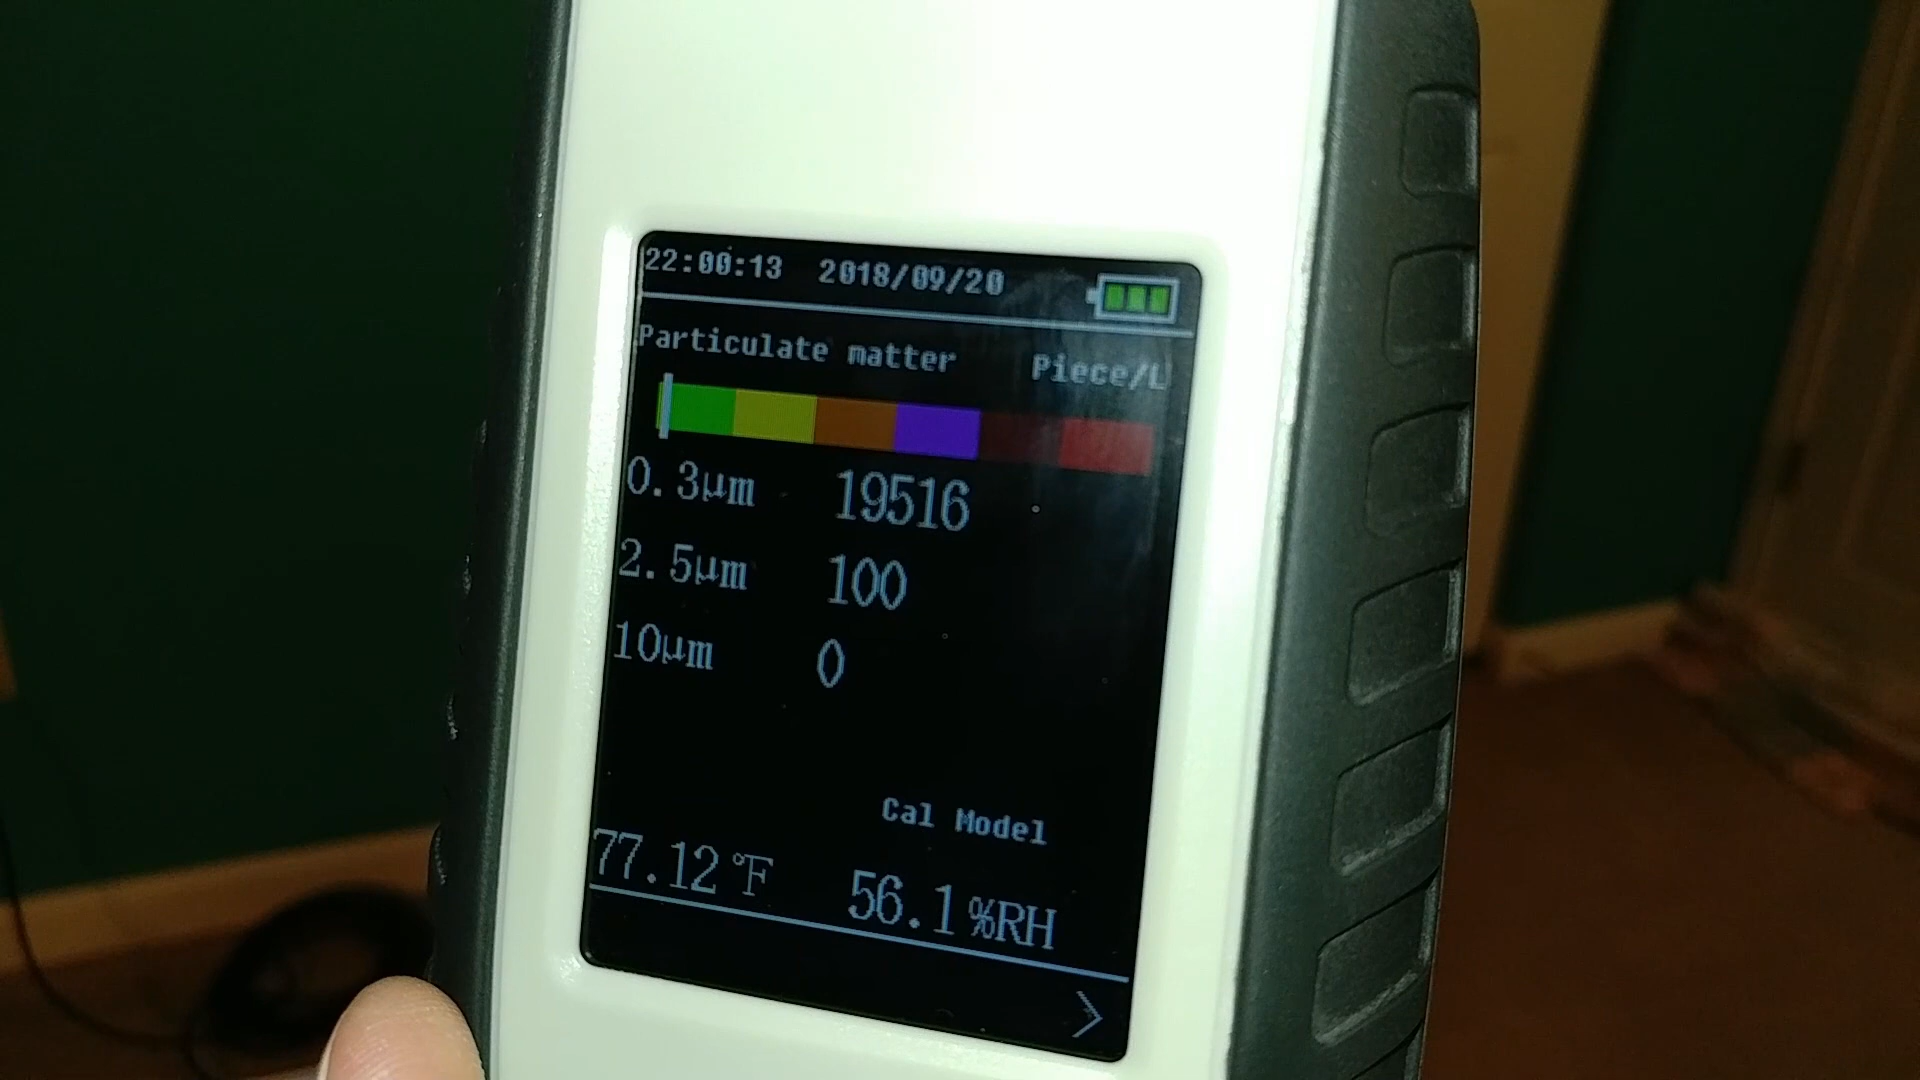 22:00:13 2018/09/20
Particulate matter Piece/L
0.3μm 19516
2.5μm 100
10μm 0
Cal Model
77.12℉ 56.1%RH